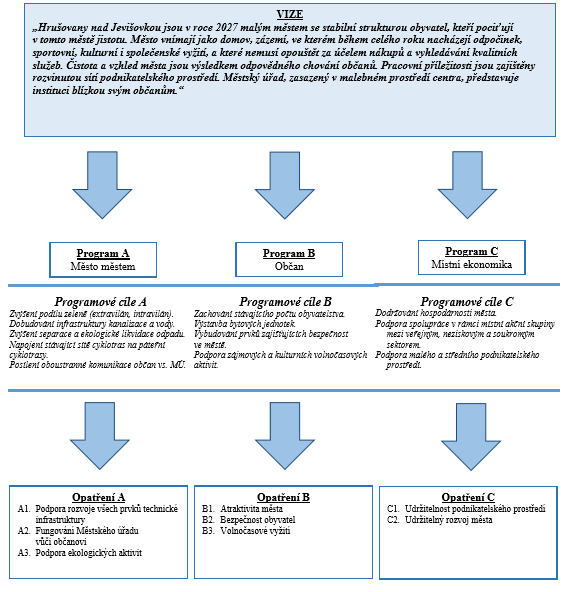 VIZE
„Hrušovany nad Jevišovkou jsou v roce 2027 malým městem se stabilní strukturou obyvatel, kteří pociťují
v tomto městě jistotu. Město vnímají jako domov, zázemí, ve kterém během celého roku nacházejí odpočinek,
sportovní, kulturní i společenské vyžití, a které nemusí opouštět za účelem nákupů a vyhledávání kvalitních
služeb. Čistota a vzhled města jsou výsledkem odpovědného chování občanů. Pracovní příležitosti jsou zajištěny
rozvinutou sítí podnikatelského prostředí. Městský úřad, zasazený v malebném prostředí centra, představuje
instituci blízkou svým občanům.“
Program A
Město městem
Program B
Občan
Program C
Místní ekonomika
Programové cíle A
Zvýšení podílu zeleně (extravilán, intravilán).
Dobudování infrastruktury kanalizace a vody.
Zvýšení separace a ekologické likvidace odpadu.
Napojení stávající sítě cyklotras na páteřní
cyklotrasy.
Postlení oboustranné komunikace občan vs. MÚ.
Programové cíle B
Zachování stávajícího počtu obyvatelstva.
Výstavba bytových jednotek.
Vybudování prvků zajišťujících bezpečnost
ve městě.
Podpora zájmových a kulturních volnočasových
aktivit.
Programové cíle C
Dodržování hospodárnosti města.
Podpora spolupráce v rámci místní akční skupiny
mezi veřejným, neziskovým a soukromým
sektorem.
Podpora malého a středního podnikatelského
prostředí.
Opatření A
A1. Podpora rozvoje všech prvků technické
infrastruktury
A2. Fungování Městského úřadu
vůči občanovi
A3. Podpora ekologických aktivit
Opatření B
B1. Atraktivita města
B2. Bezpečnost obyvatel
B3. Volnočasové vyžití
Opatření C
C1. Udržitelnost podnikatelského prostředí
C2. Udržitelný rozvoj města